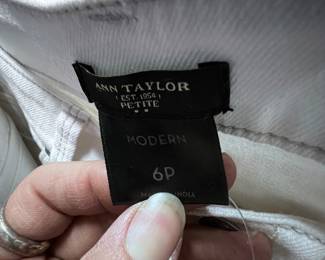 ANN TAYLOR
EST. 1954
PETITE
MODERN
6P